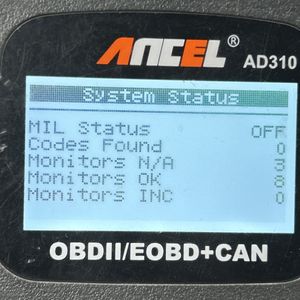 ANCEL® AD310
System Status
MIL Status OFF
Codes Found 0
Monitors N/A 3
Monitors OK 8
Monitors INC 0
OBDII/EOBD+CAN